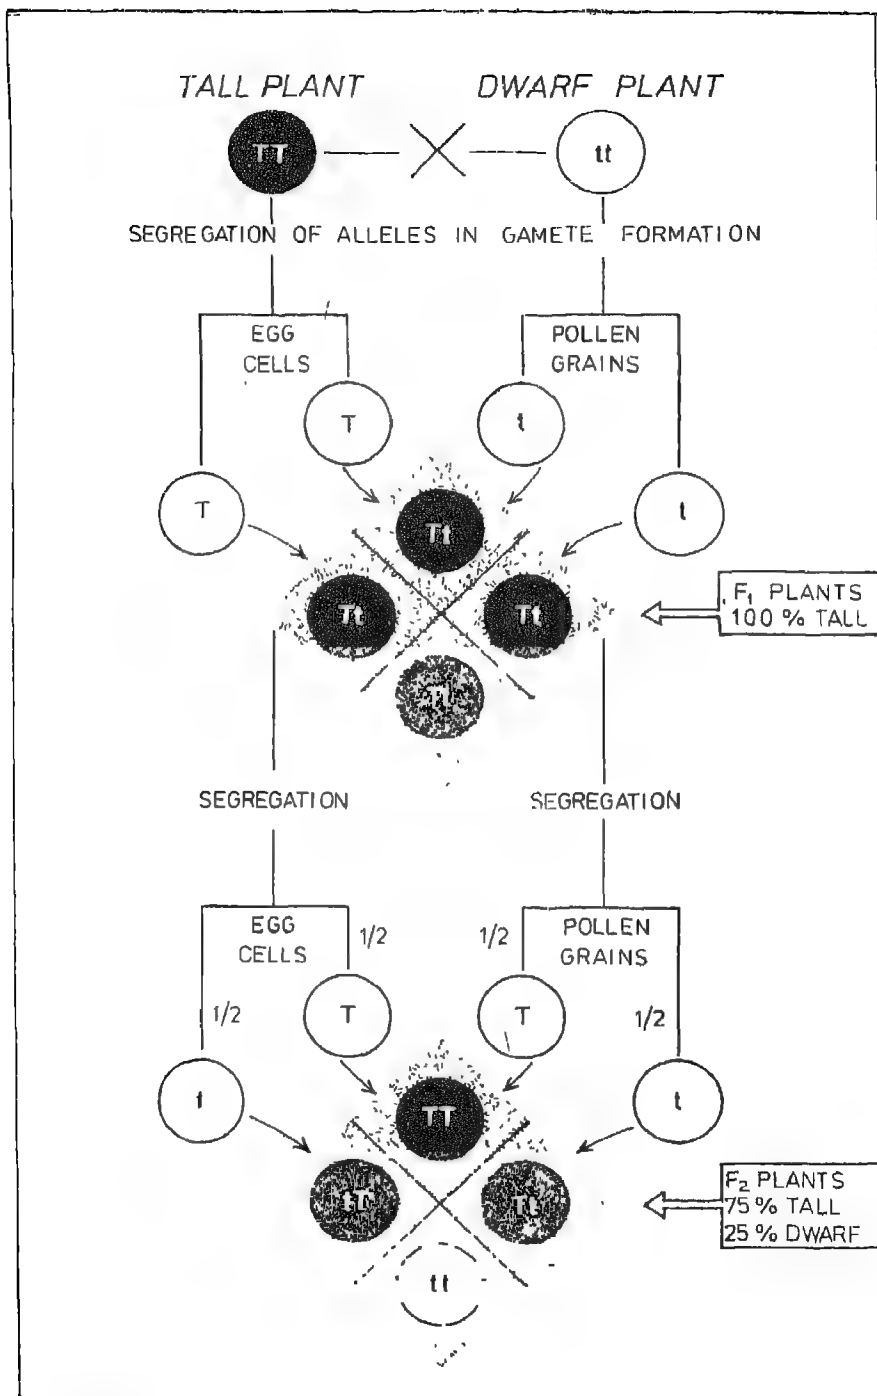 TALL PLANT DWARF PLANT
TT tt
SEGREGATION OF ALLELES IN GAMETE FORMATION
EGG
CELLS
POLLEN
GRAINS
T t
T t
Tt
Tt Tt
Tt
F₁ PLANTS
100 % TALL
SEGREGATION SEGREGATION
EGG
CELLS
POLLEN
GRAINS
1/2 1/2
1/2 1/2
T T
t t
TT
tT Tt
tt
F₂ PLANTS
75 % TALL
25 % DWARF